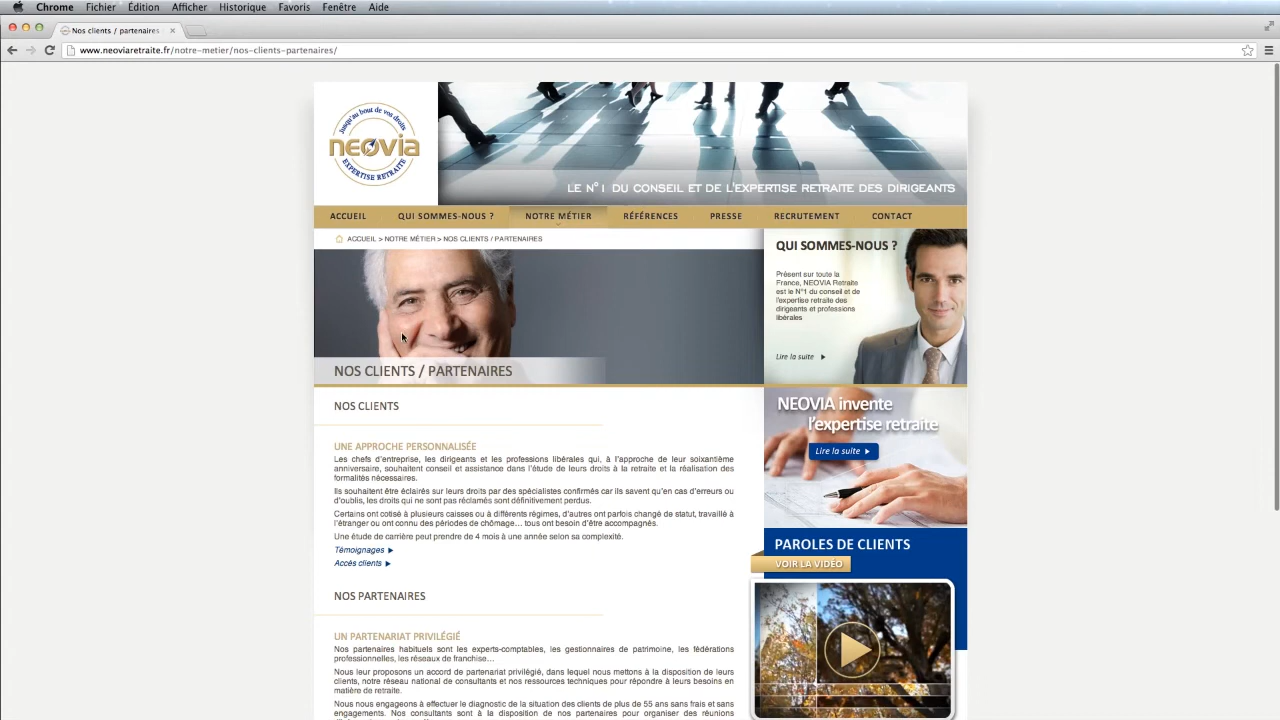 Chrome Fichier Édition Afficher Historique Favoris Fenêtre Aide
Nos clients / partenaires
www.neoviaretraite.fr/notre-metier/nos-clients-partenaires/
Jusqu'au bout de vos droits
neovia
EXPERTISE RETRAITE
LE N°1 DU CONSEIL ET DE L'EXPERTISE RETRAITE DES DIRIGEANTS
ACCUEIL QUI SOMMES-NOUS ? NOTRE MÉTIER RÉFÉRENCES PRESSE RECRUTEMENT CONTACT
ACCUEIL > NOTRE MÉTIER > NOS CLIENTS / PARTENAIRES
NOS CLIENTS / PARTENAIRES
NOS CLIENTS
UNE APPROCHE PERSONNALISÉE
Les chefs d'entreprise, les dirigeants et les professions libérales qui, à l'approche de leur soixantième
anniversaire, souhaitent conseil et assistance dans l'étude de leurs droits à la retraite et la réalisation des
formalités nécessaires.
Ils souhaitent être éclairés sur leurs droits par des spécialistes confirmés car ils savent qu'en cas d'erreurs ou
d'oublis, les droits qui ne sont pas réclamés sont définitivement perdus.
Certains ont cotisé à plusieurs caisses ou à différents régimes, d'autres ont parfois changé de statut, travaillé à
l'étranger ou ont connu des périodes de chômage... tous ont besoin d'être accompagnés.
Une étude de carrière peut prendre de 4 mois à une année selon sa complexité.
Témoignages
Accès clients
NOS PARTENAIRES
UN PARTENARIAT PRIVILÉGIÉ
Nos partenaires habituels sont les experts-comptables, les gestionnaires de patrimoine, les fédérations
professionnelles, les réseaux de franchise...
Nous leur proposons un accord de partenariat privilégié, dans lequel nous mettons à la disposition de leurs
clients, notre réseau national de consultants et nos ressources techniques pour répondre à leurs besoins en
matière de retraite.
Nous nous engageons à effectuer le diagnostic de la situation des clients de plus de 55 ans sans frais et sans
engagements. Nos consultants sont à la disposition de nos partenaires pour organiser des réunions
QUI SOMMES-NOUS ?
Présent sur toute la
France, NEOVIA Retraite
est le N°1 du conseil et de
l'expertise retraite des
dirigeants et professions
libérales
Lire la suite
NEOVIA invente
l'expertise retraite
Lire la suite
PAROLES DE CLIENTS
VOIR LA VIDÉO